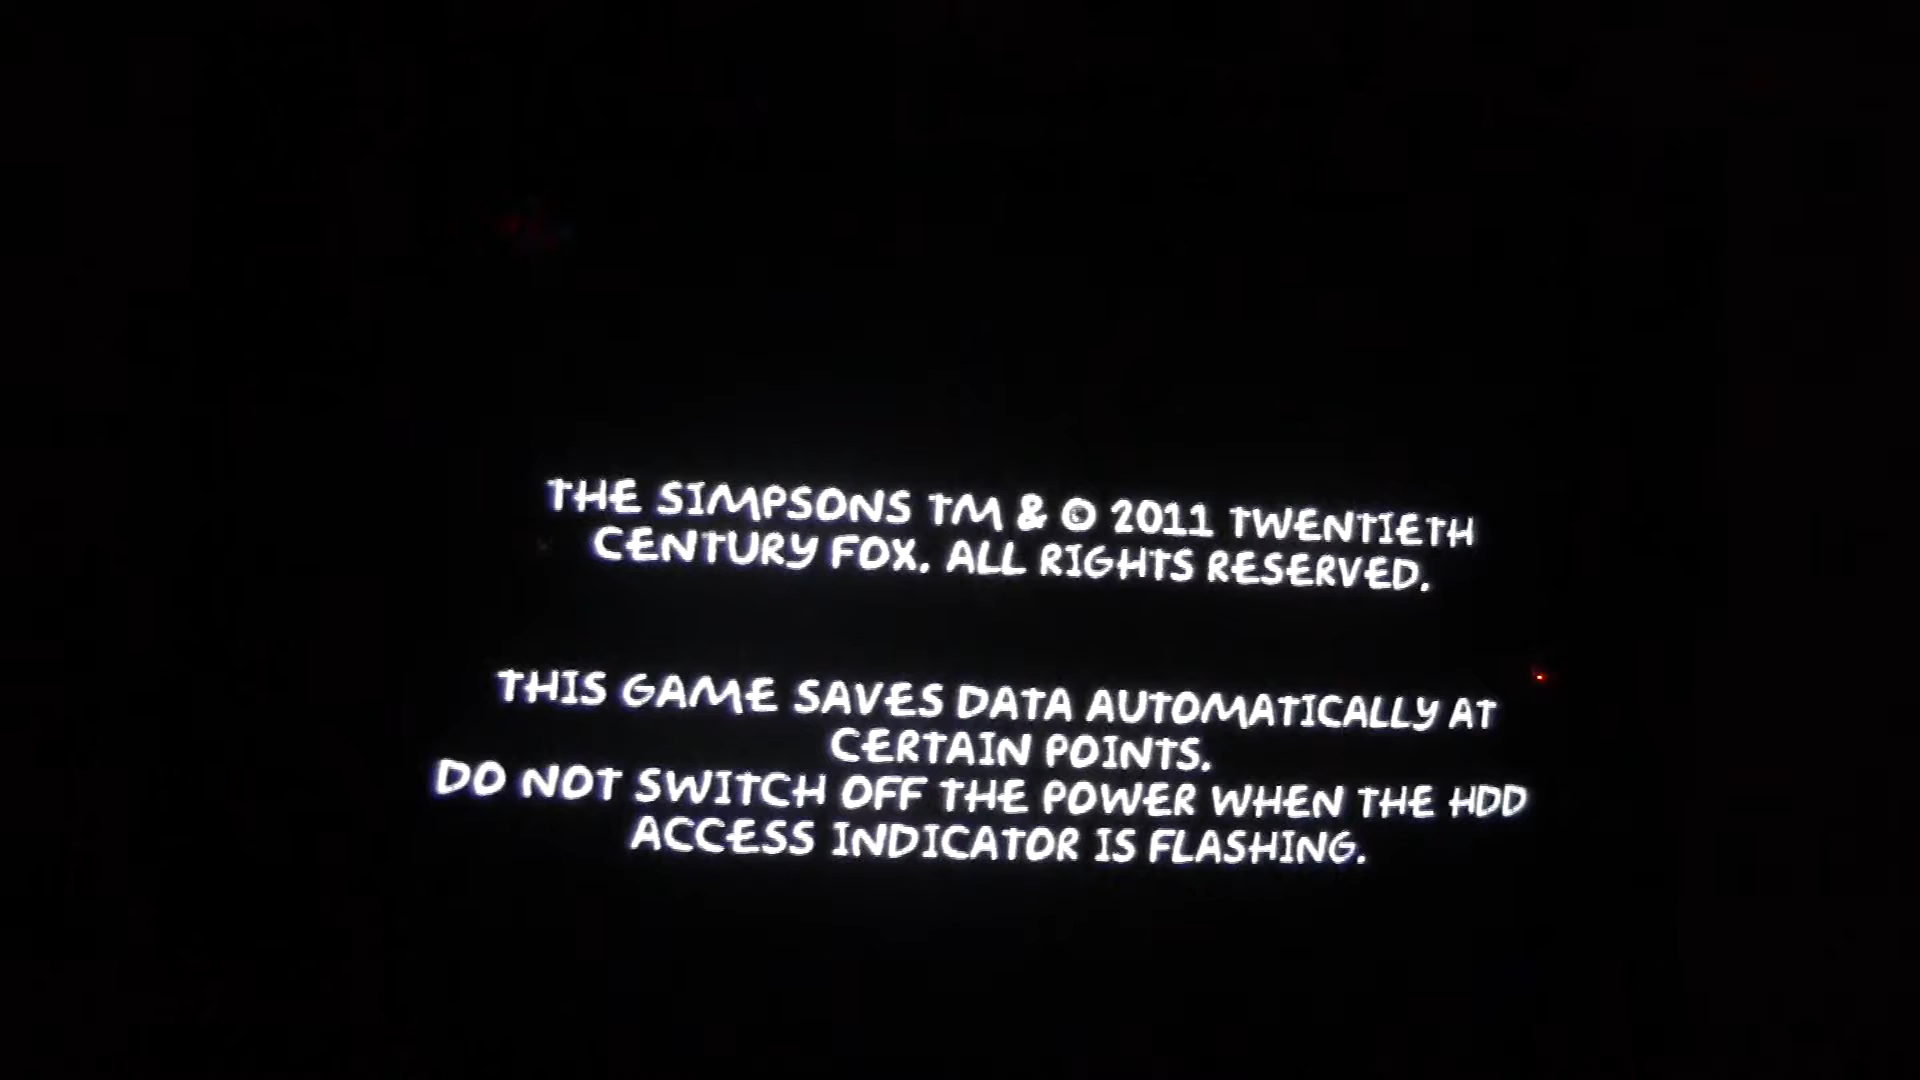 THE SIMPSONS TM & © 2011 TWENTIETH
CENTURY FOX. ALL RIGHTS RESERVED.
THIS GAME SAVES DATA AUTOMATICALLY AT
CERTAIN POINTS.
DO NOT SWITCH OFF THE POWER WHEN THE HDD
ACCESS INDICATOR IS FLASHING.